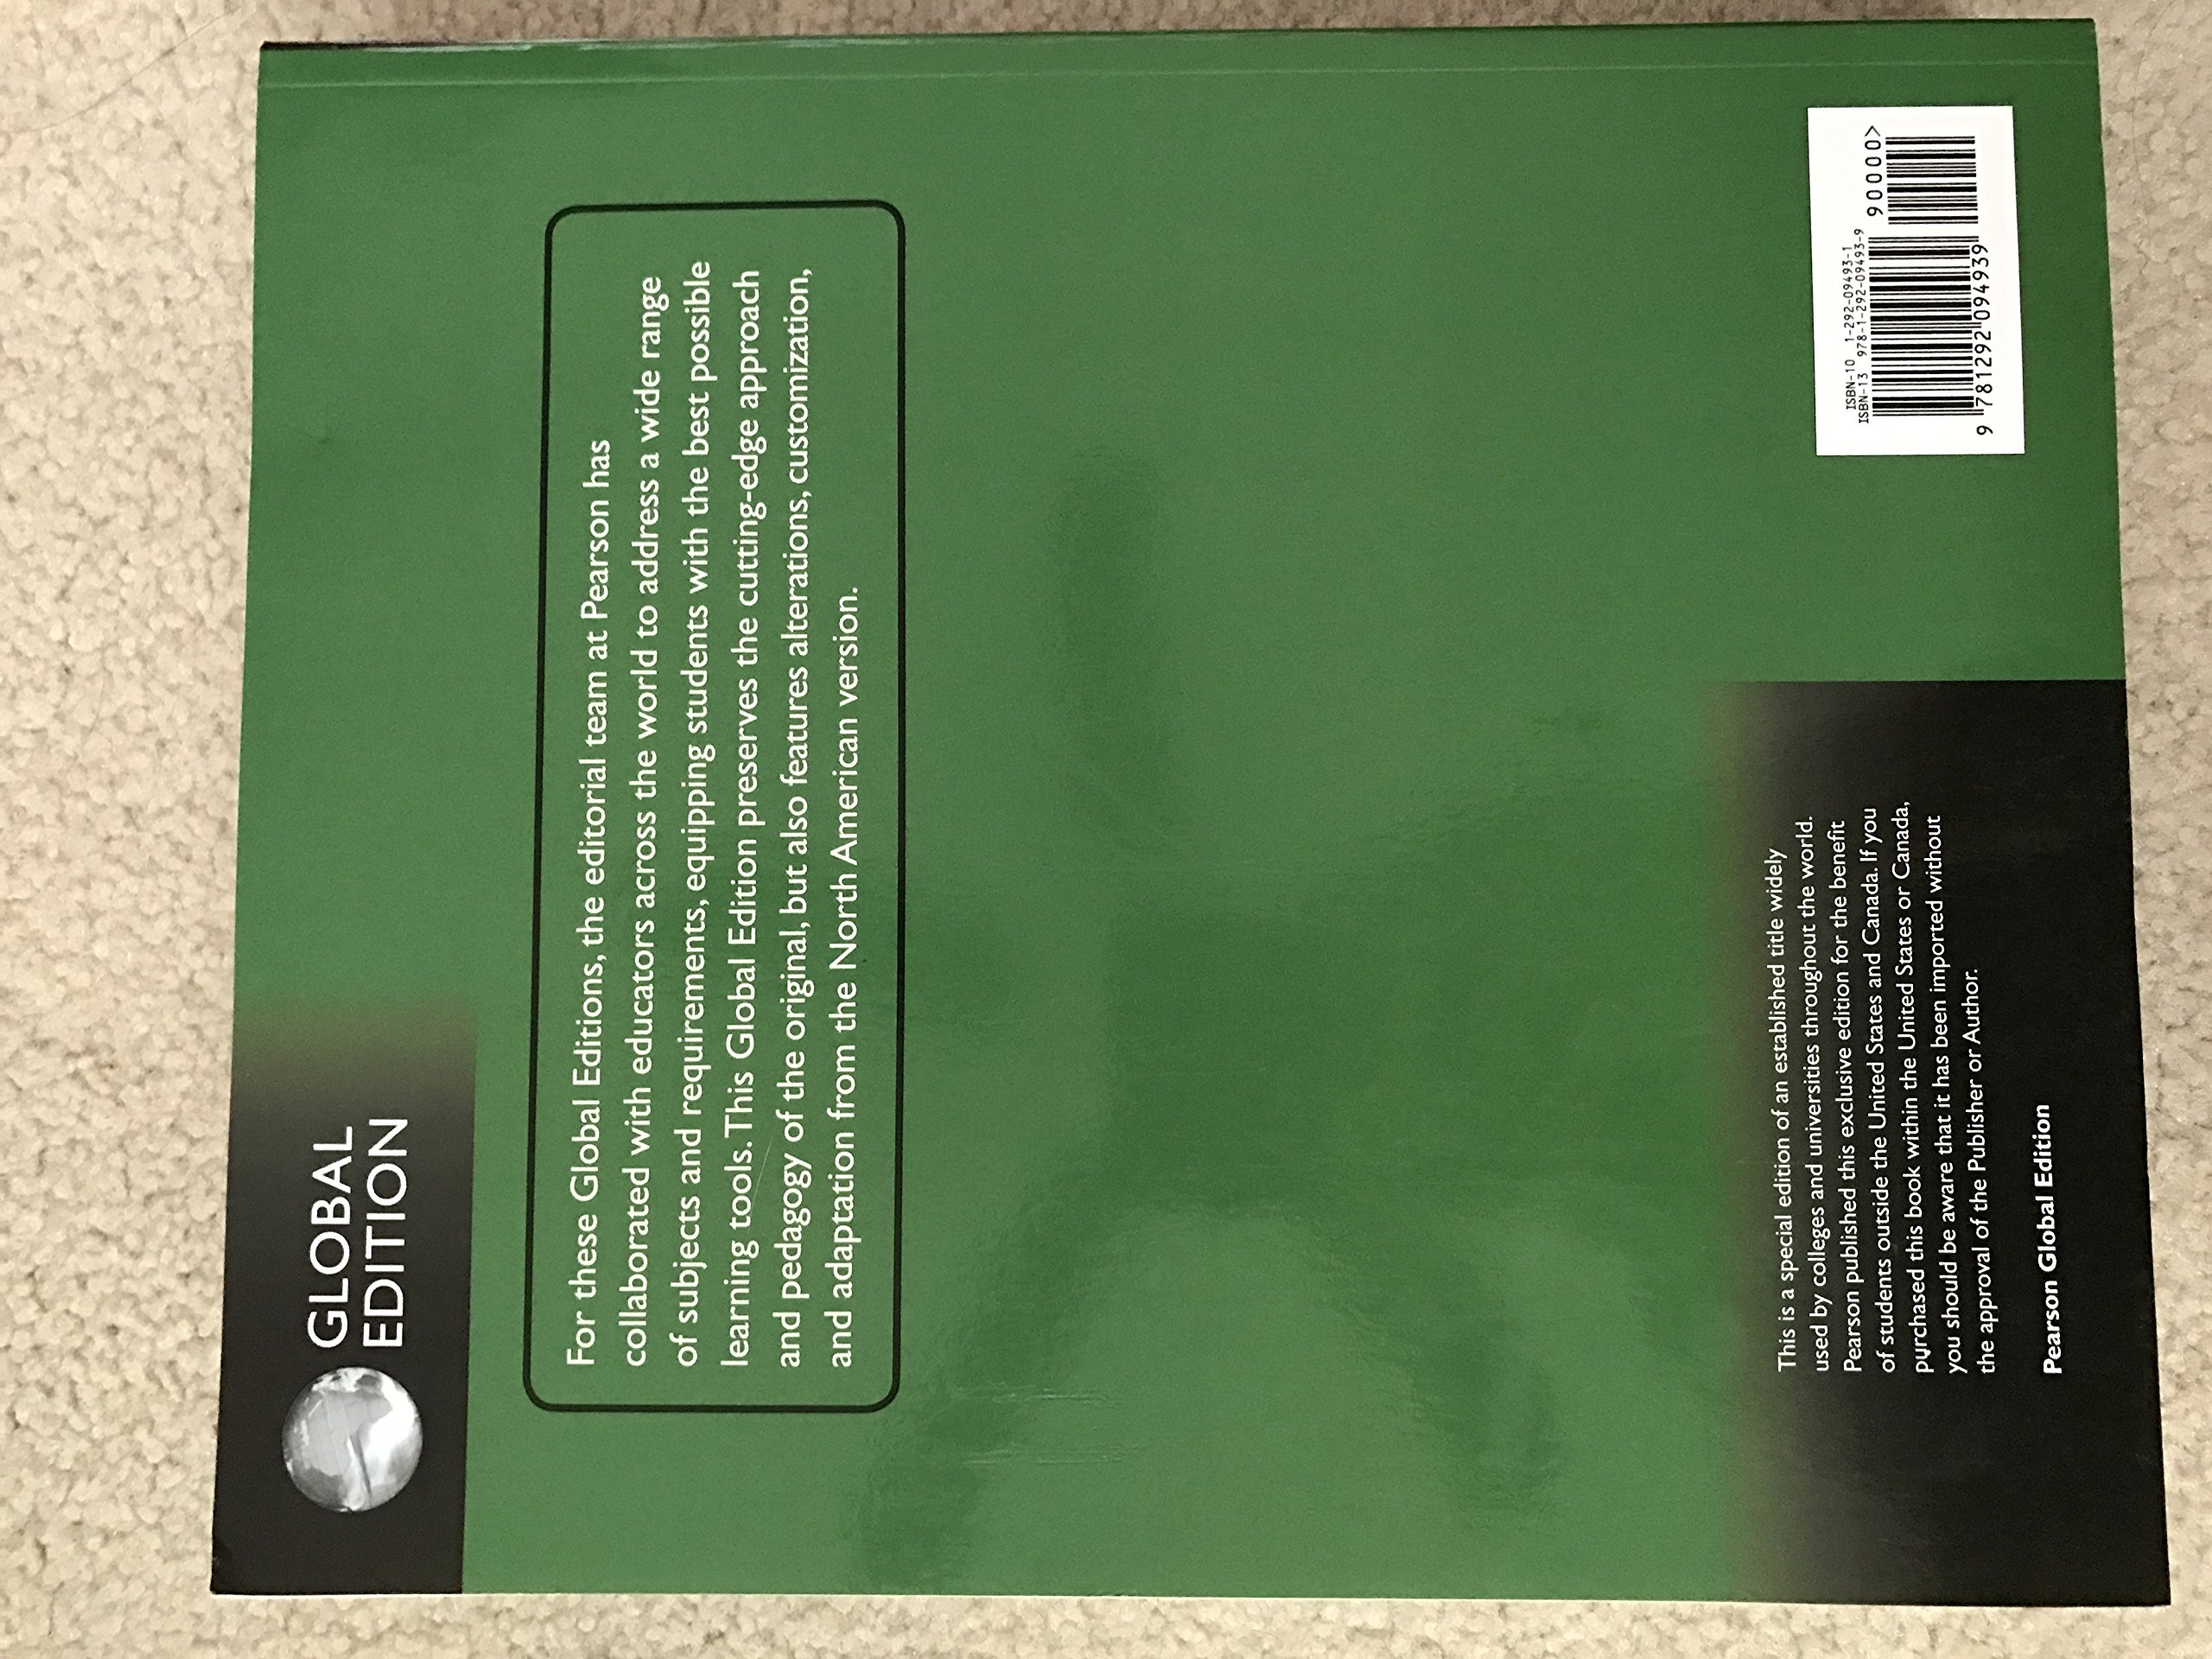 GLOBAL
EDITION
For these Global Editions, the editorial team at Pearson has
collaborated with educators across the world to address a wide range
of subjects and requirements, equipping students with the best possible
learning tools. This Global Edition preserves the cutting-edge approach
and pedagogy of the original, but also features alterations, customization,
and adaptation from the North American version.
This is a special edition of an established title widely
used by colleges and universities throughout the world.
Pearson published this exclusive edition for the benefit
of students outside the United States and Canada. If you
purchased this book within the United States or Canada,
you should be aware that it has been imported without
the approval of the Publisher or Author.
Pearson Global Edition
ISBN-10 1-292-09493-1
ISBN-13 978-1-292-09493-9
90000>
9 781292 094939